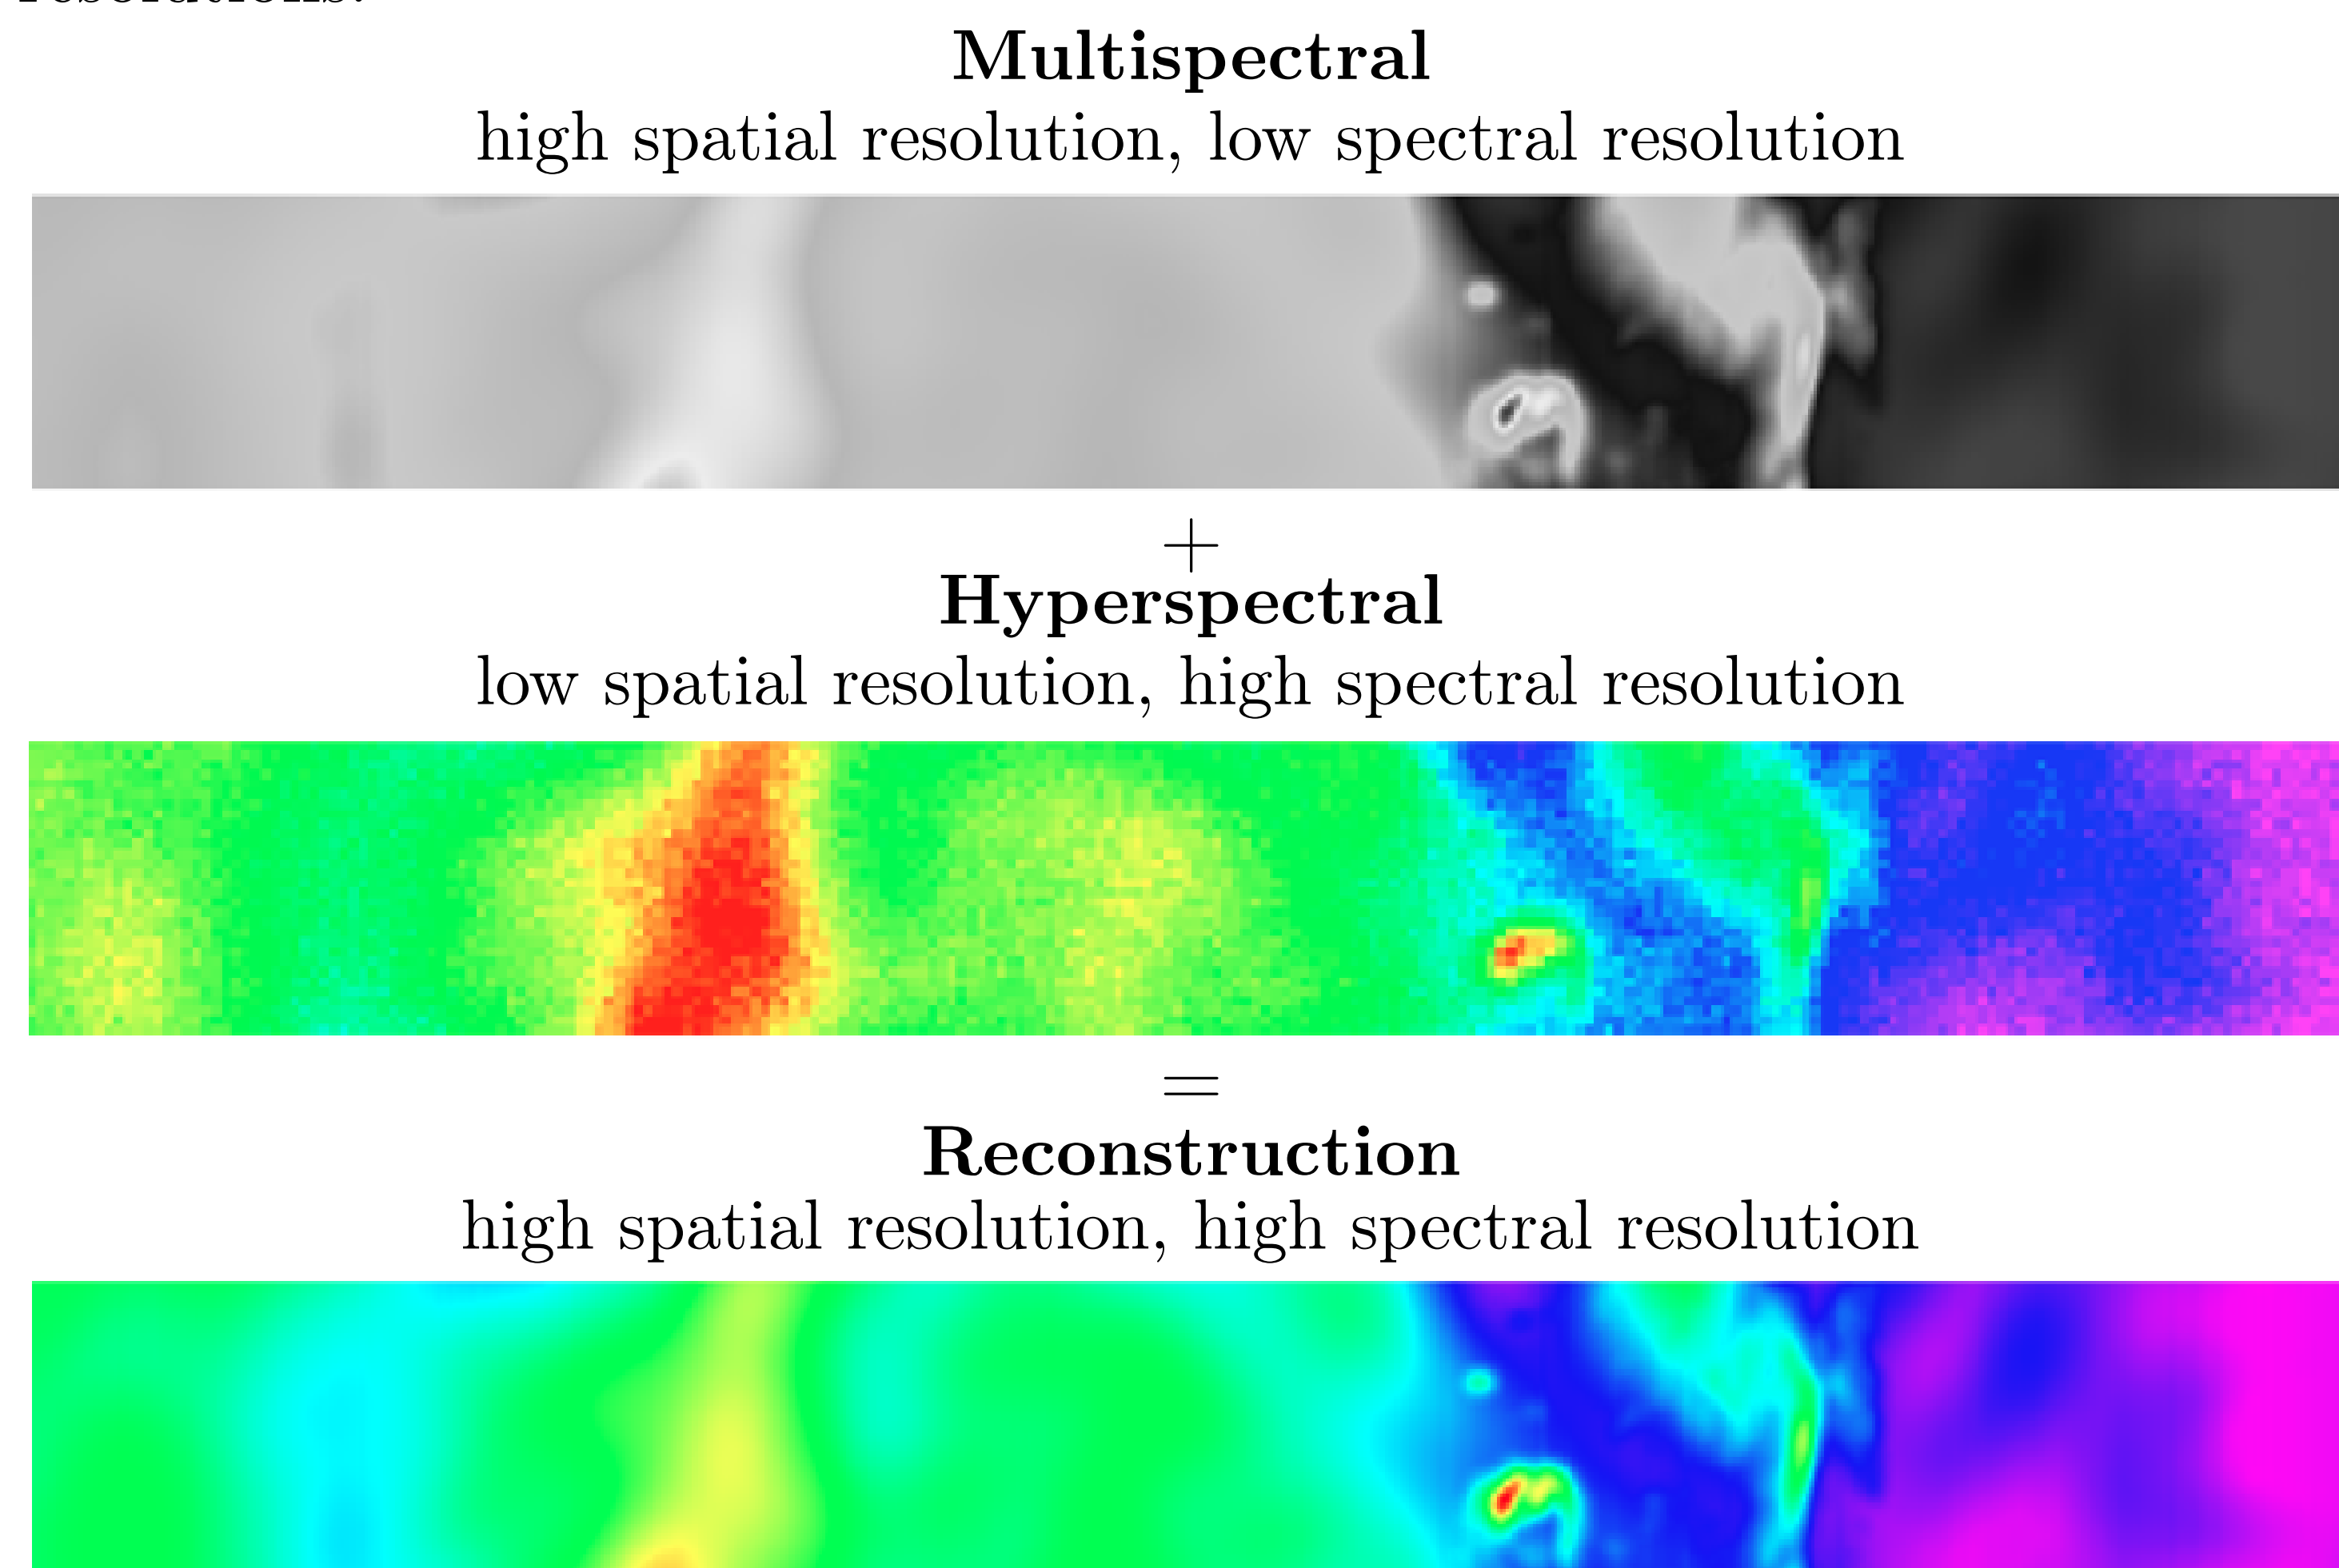 Multispectral
high spatial resolution, low spectral resolution
+
Hyperspectral
low spatial resolution, high spectral resolution
=
Reconstruction
high spatial resolution, high spectral resolution